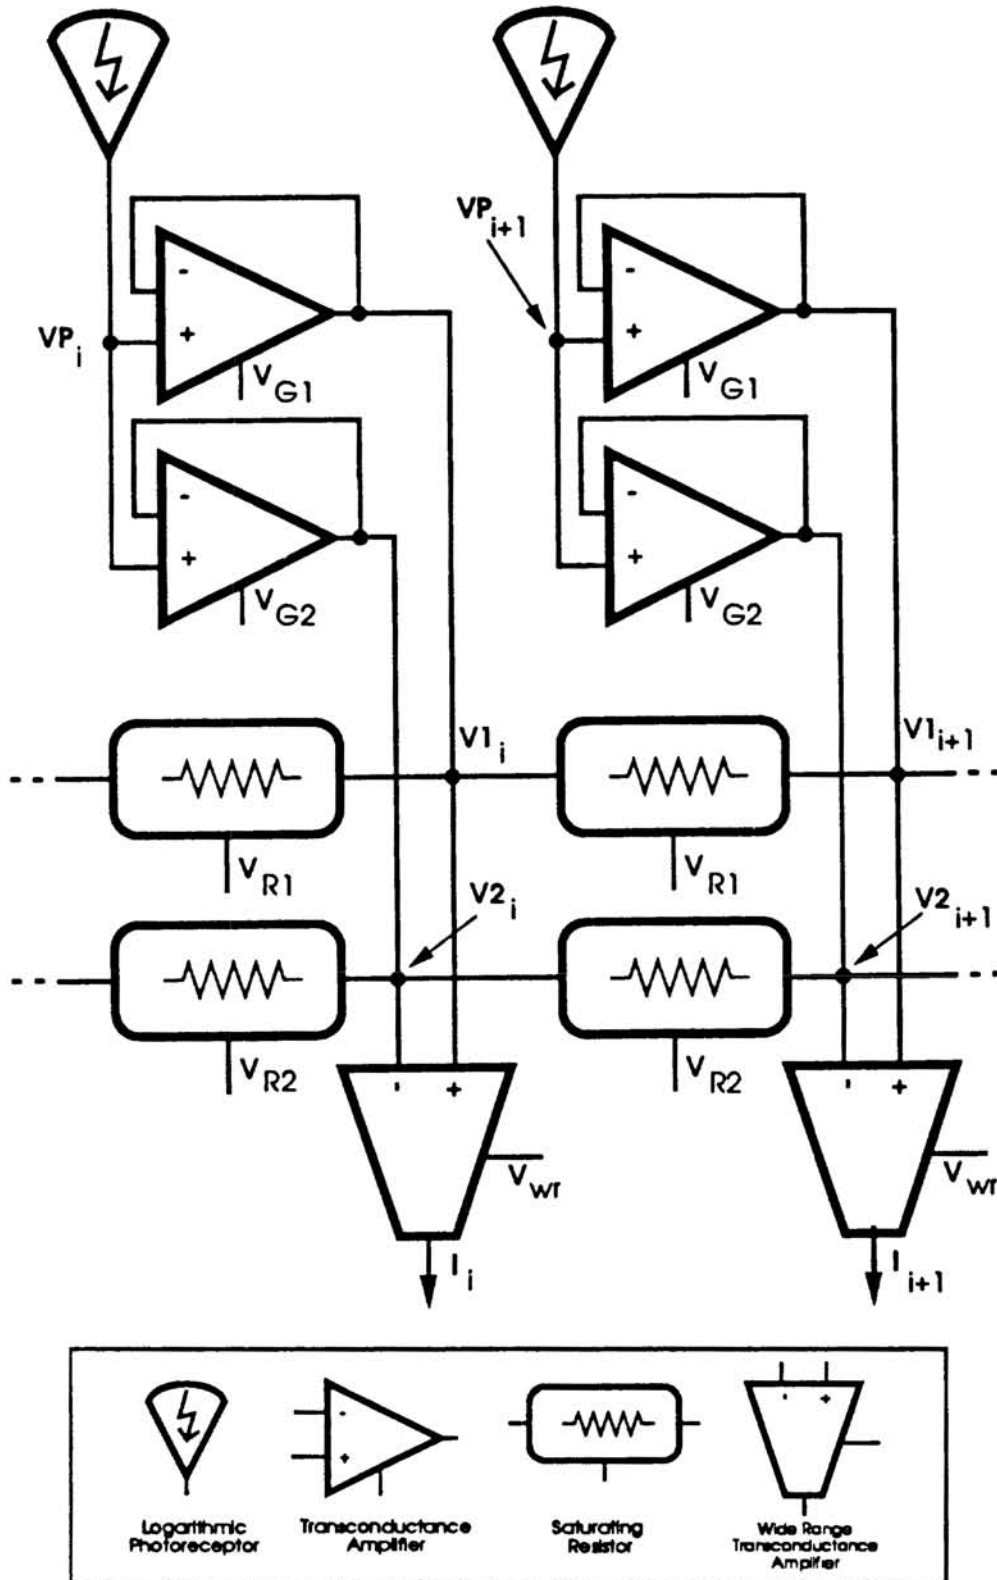 VP i+1
-
-
VP i
+
+
V G1
V G1
-
-
+
+
V G2
V G2
V1 i
V1 i+1
V R1
V R1
V2 i
V2 i+1
V R2
V R2
- +
- +
V wr
V wr
I i
I i+1
-
+
- +
Logarithmic
Photoreceptor
Transconductance
Amplifier
Saturating
Resistor
Wide Range
Transconductance
Amplifier